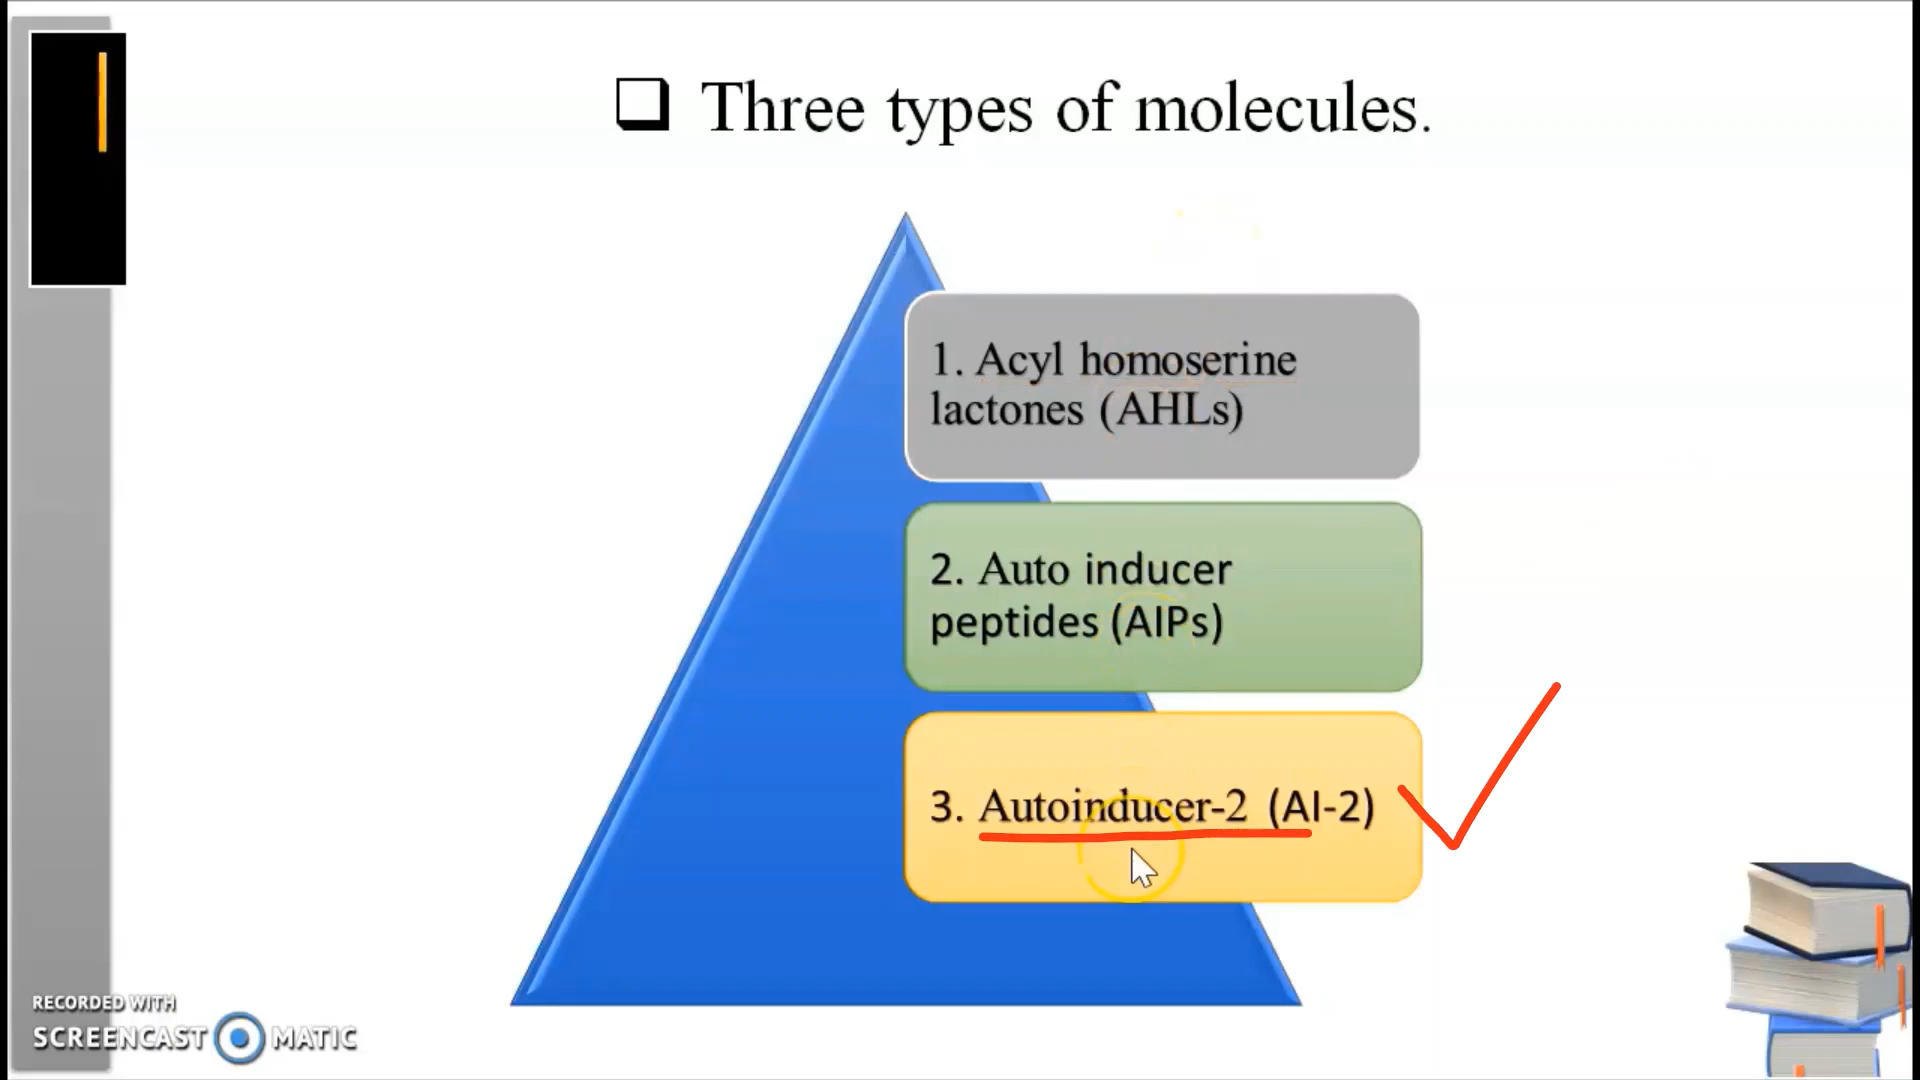 Three types of molecules.
1. Acyl homoserine
lactones (AHLs)
2. Auto inducer
peptides (AIPs)
3. Autoinducer-2 (AI-2)
RECORDED WITH
SCREENCAST MATIC